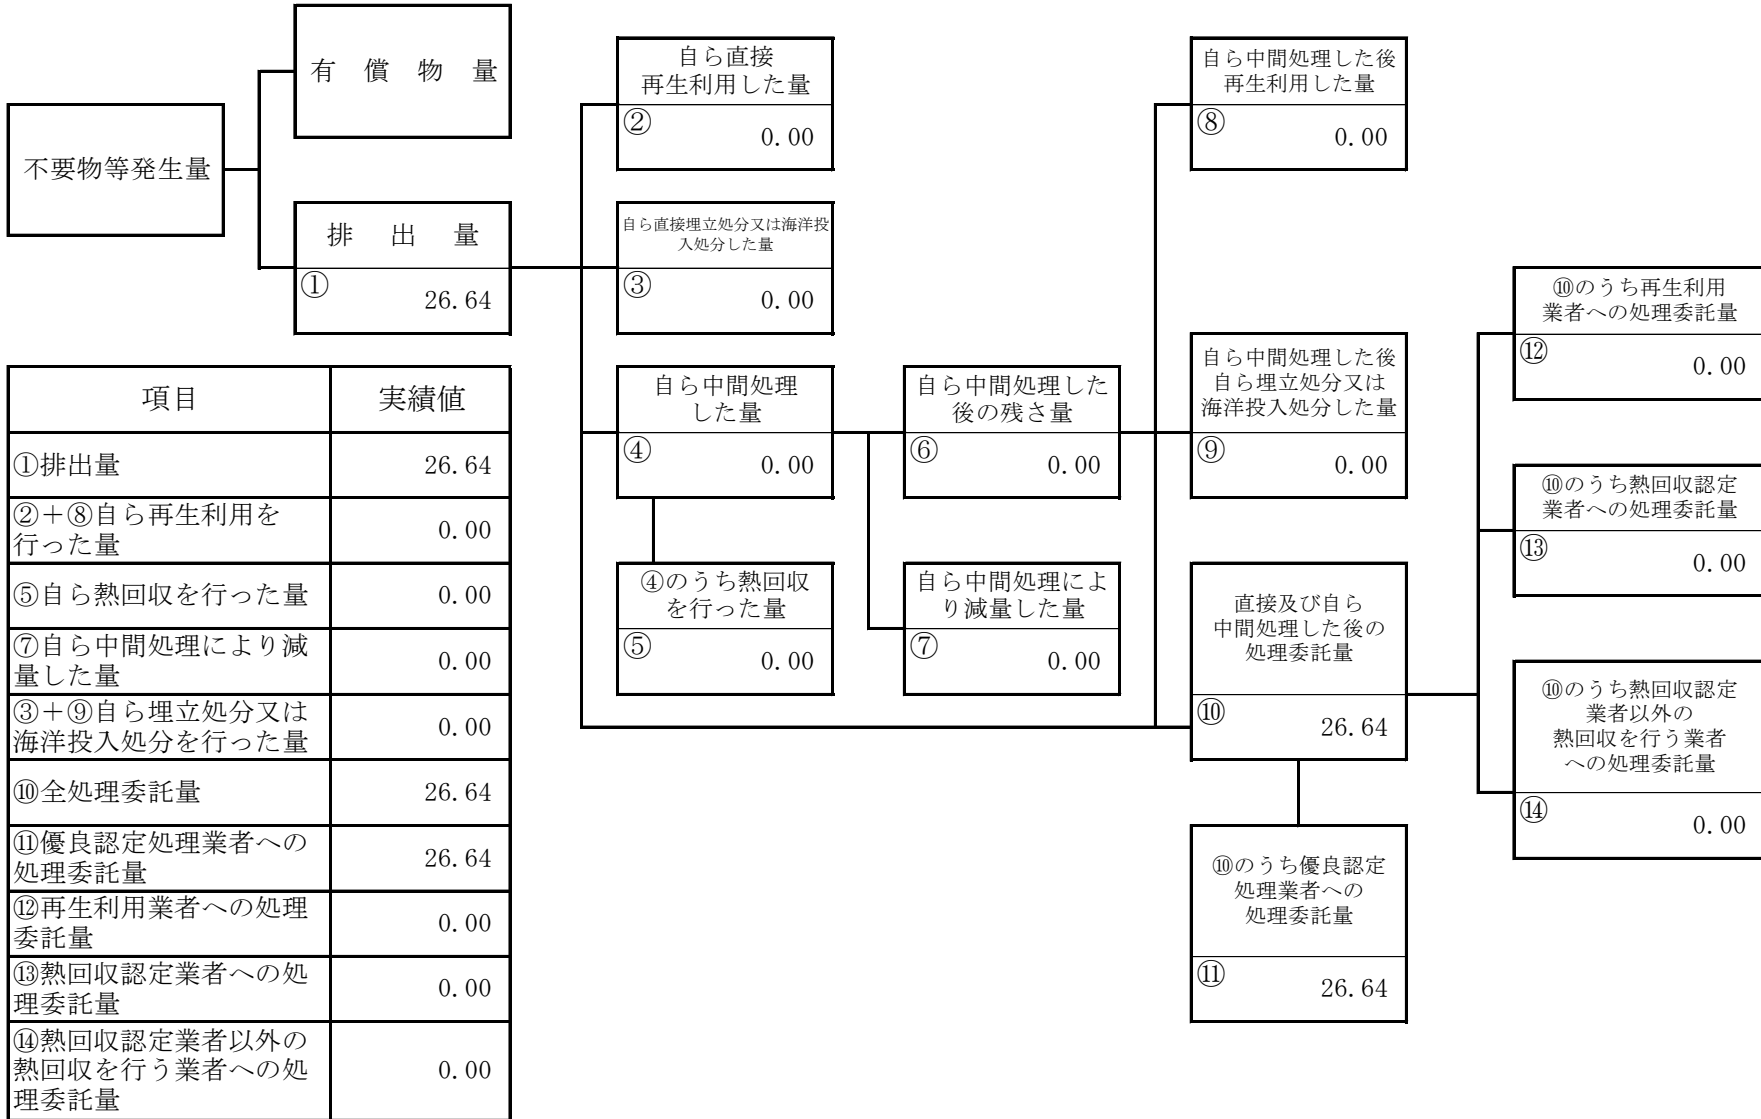 有償物量
不要物等発生量
排出量
①
26.64
自ら直接
再生利用した量
②
0.00
自ら直接埋立処分又は海洋投
入処分した量
③
0.00
自ら中間処理
した量
④
0.00
④のうち熱回収
を行った量
⑤
0.00
自ら中間処理した
後の残さ量
⑥
0.00
自ら中間処理によ
り減量した量
⑦
0.00
自ら中間処理した後
再生利用した量
⑧
0.00
自ら中間処理した後
自ら埋立処分又は
海洋投入処分した量
⑨
0.00
直接及び自ら
中間処理した後の
処理委託量
⑩
26.64
⑩のうち優良認定
処理業者への
処理委託量
⑪
26.64
⑩のうち再生利用
業者への処理委託量
⑫
0.00
⑩のうち熱回収認定
業者への処理委託量
⑬
0.00
⑩のうち熱回収認定
業者以外の
熱回収を行う業者
への処理委託量
⑭
0.00
項目 実績値
①排出量 26.64
②＋⑧自ら再生利用を
行った量 0.00
⑤自ら熱回収を行った量 0.00
⑦自ら中間処理により減
量した量 0.00
③＋⑨自ら埋立処分又は
海洋投入処分を行った量 0.00
⑩全処理委託量 26.64
⑪優良認定処理業者への
処理委託量 26.64
⑫再生利用業者への処理
委託量 0.00
⑬熱回収認定業者への処
理委託量 0.00
⑭熱回収認定業者以外の
熱回収を行う業者への処
理委託量 0.00